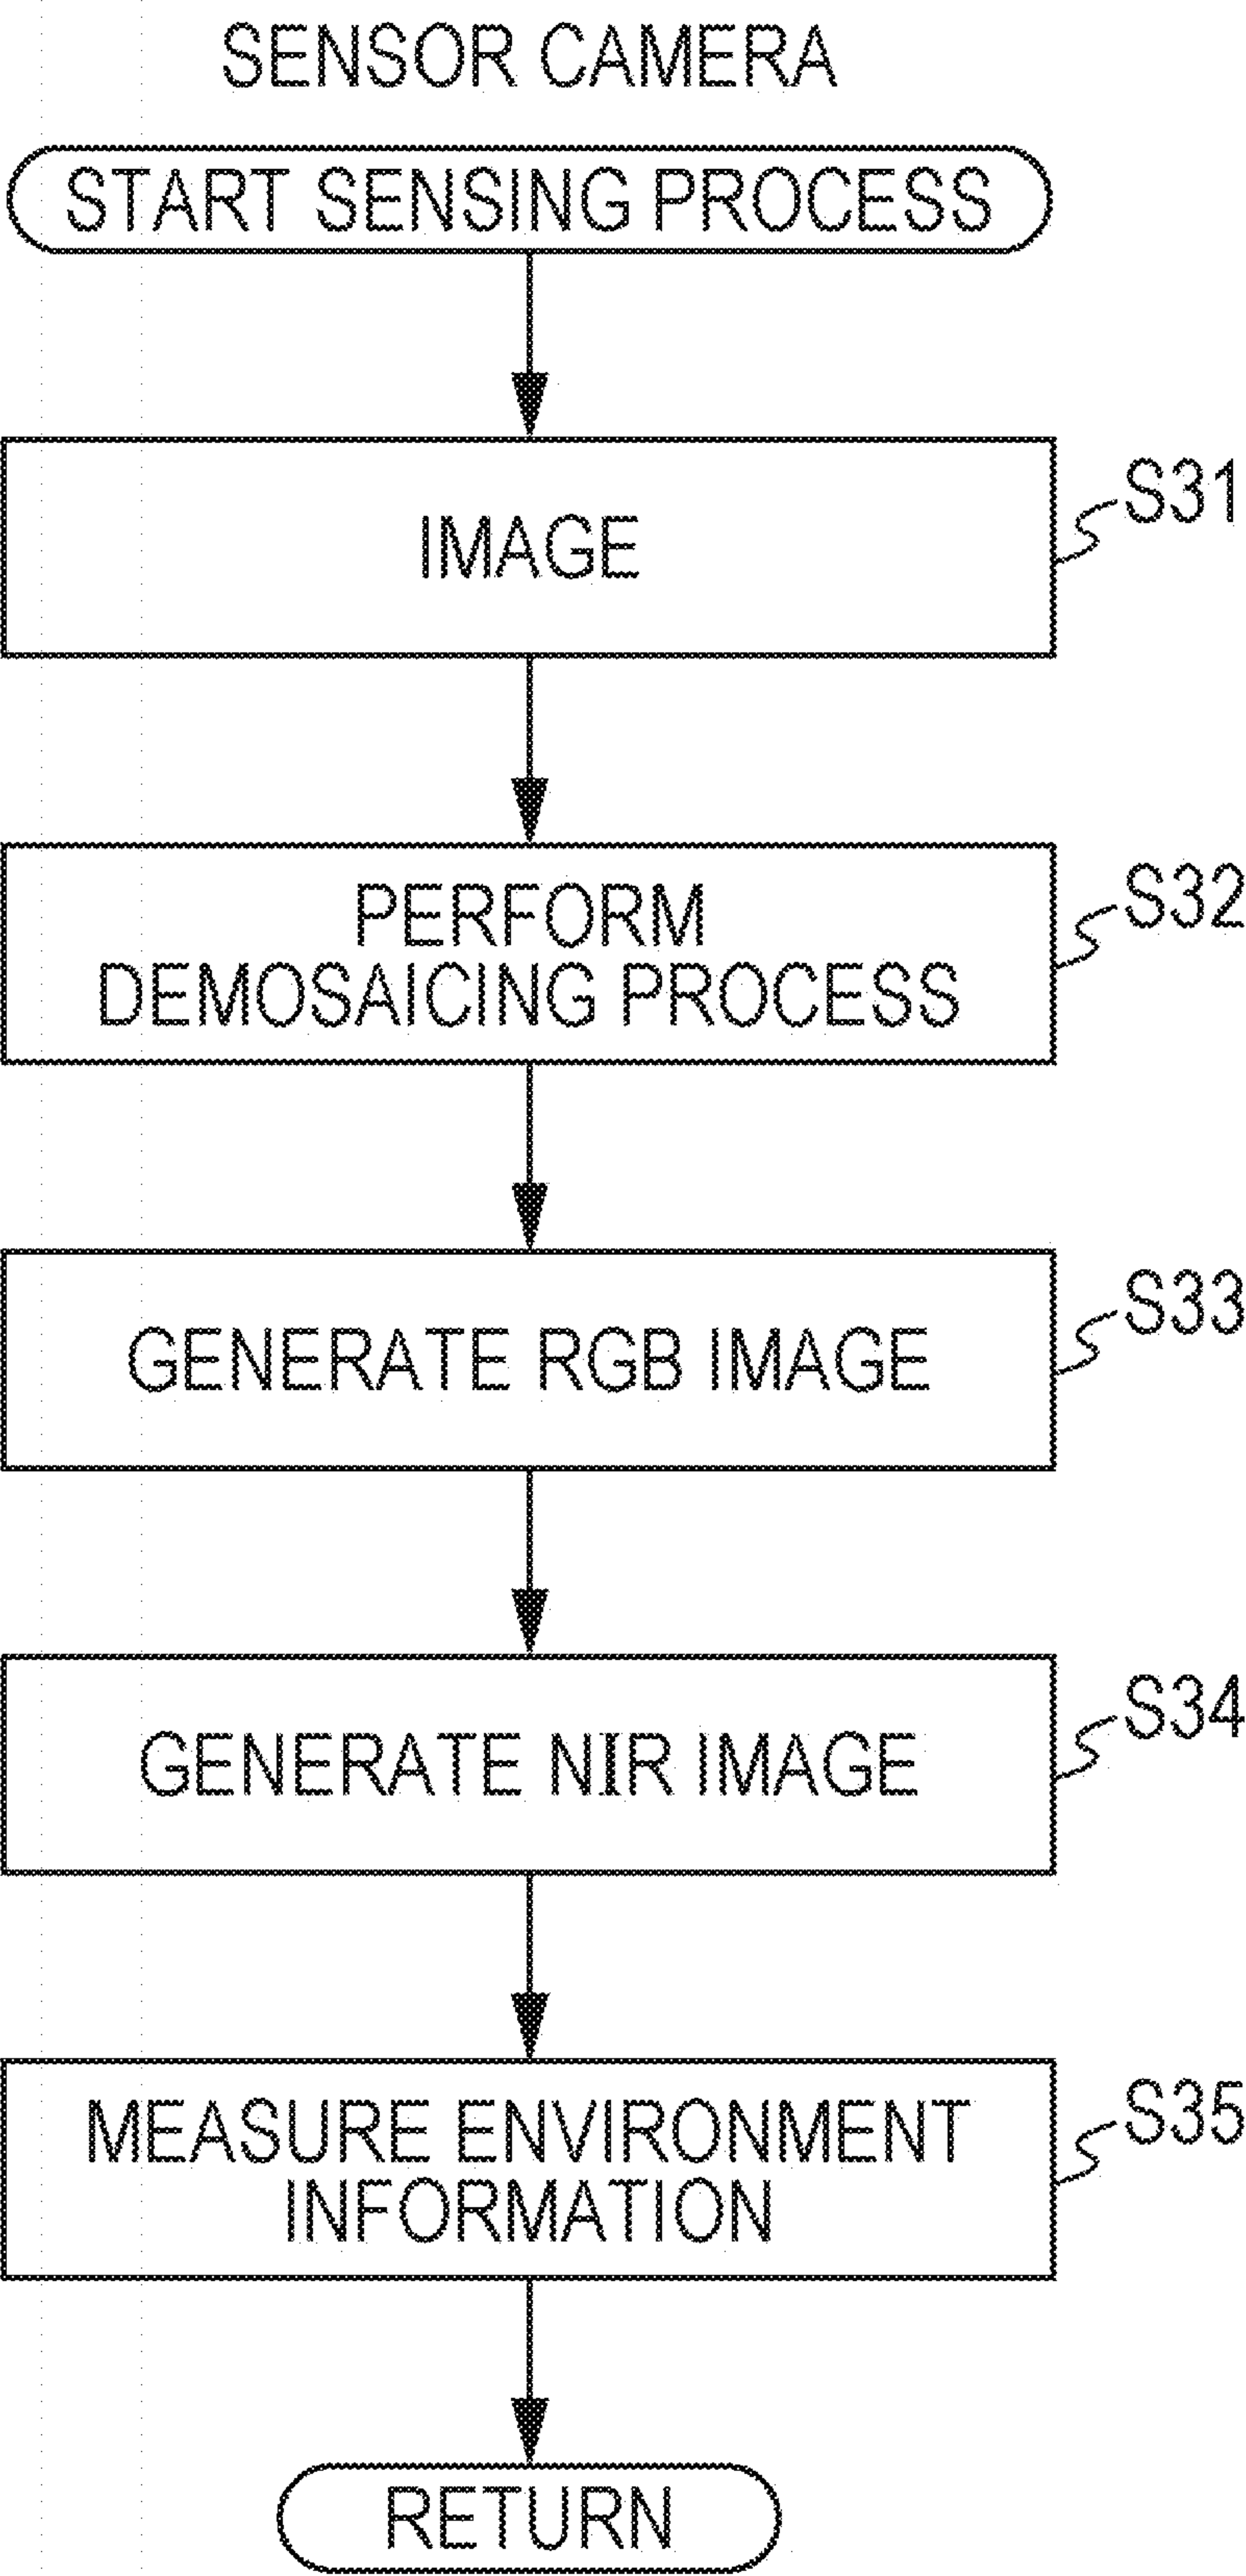 SENSOR CAMERA
START SENSING PROCESS
IMAGE
S31
PERFORM
DEMOSAICING PROCESS
S32
GENERATE RGB IMAGE
S33
GENERATE NIR IMAGE
S34
MEASURE ENVIRONMENT
INFORMATION
S35
RETURN